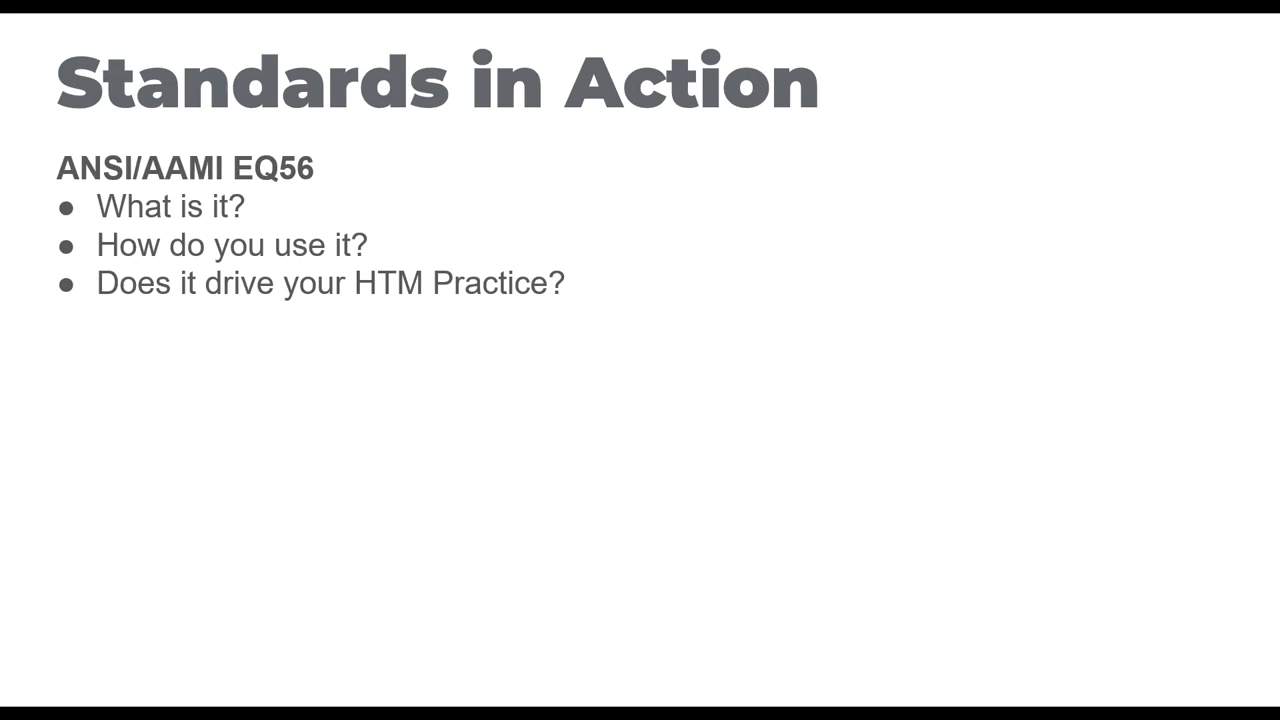 Standards in Action
ANSI/AAMI EQ56
● What is it?
● How do you use it?
● Does it drive your HTM Practice?